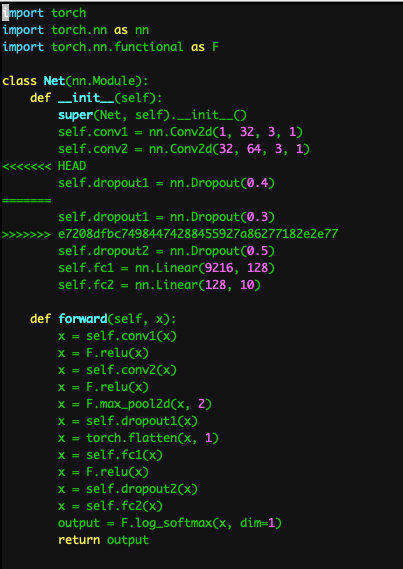 import torch
import torch.nn as nn
import torch.nn.functional as F

class Net(nn.Module):
    def __init__(self):
        super(Net, self).__init__()
        self.conv1 = nn.Conv2d(1, 32, 3, 1)
        self.conv2 = nn.Conv2d(32, 64, 3, 1)
<<<<<<< HEAD
        self.dropout1 = nn.Dropout(0.4)
=======
        self.dropout1 = nn.Dropout(0.3)
>>>>>>> e7208dfbc74984474288455927a86277182e2e77
        self.dropout2 = nn.Dropout(0.5)
        self.fc1 = nn.Linear(9216, 128)
        self.fc2 = nn.Linear(128, 10)

    def forward(self, x):
        x = self.conv1(x)
        x = F.relu(x)
        x = self.conv2(x)
        x = F.relu(x)
        x = F.max_pool2d(x, 2)
        x = self.dropout1(x)
        x = torch.flatten(x, 1)
        x = self.fc1(x)
        x = F.relu(x)
        x = self.dropout2(x)
        x = self.fc2(x)
        output = F.log_softmax(x, dim=1)
        return output